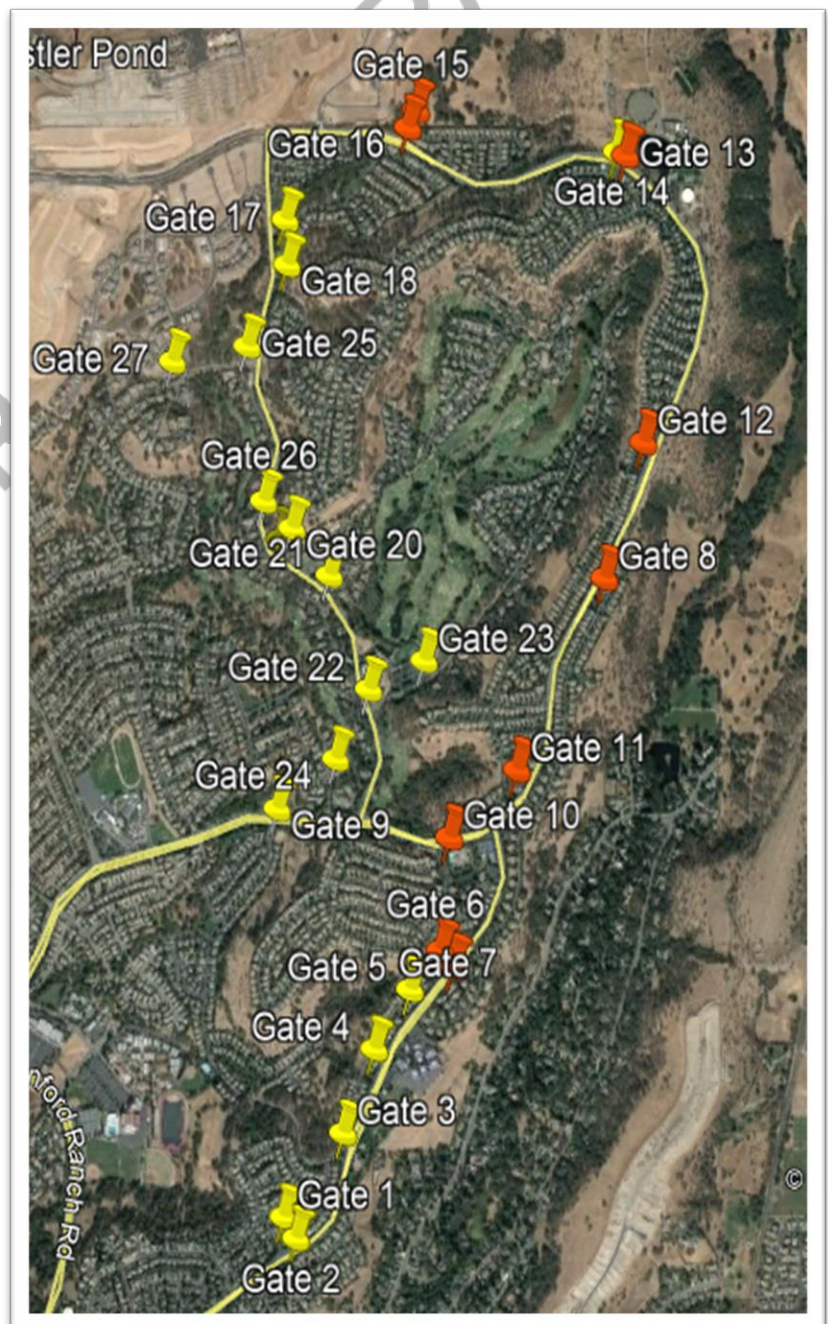 stler Pond
Gate 15
Gate 16
Gate 13
Gate 14
Gate 17
Gate 18
Gate 25
Gate 27
Gate 12
Gate 26
Gate 21
Gate 20
Gate 8
Gate 23
Gate 22
Gate 11
Gate 24
Gate 10
Gate 9
Gate 6
Gate 5
Gate 7
Gate 4
Gate 3
nford Ranch Rd
Gate 1
©
Gate 2